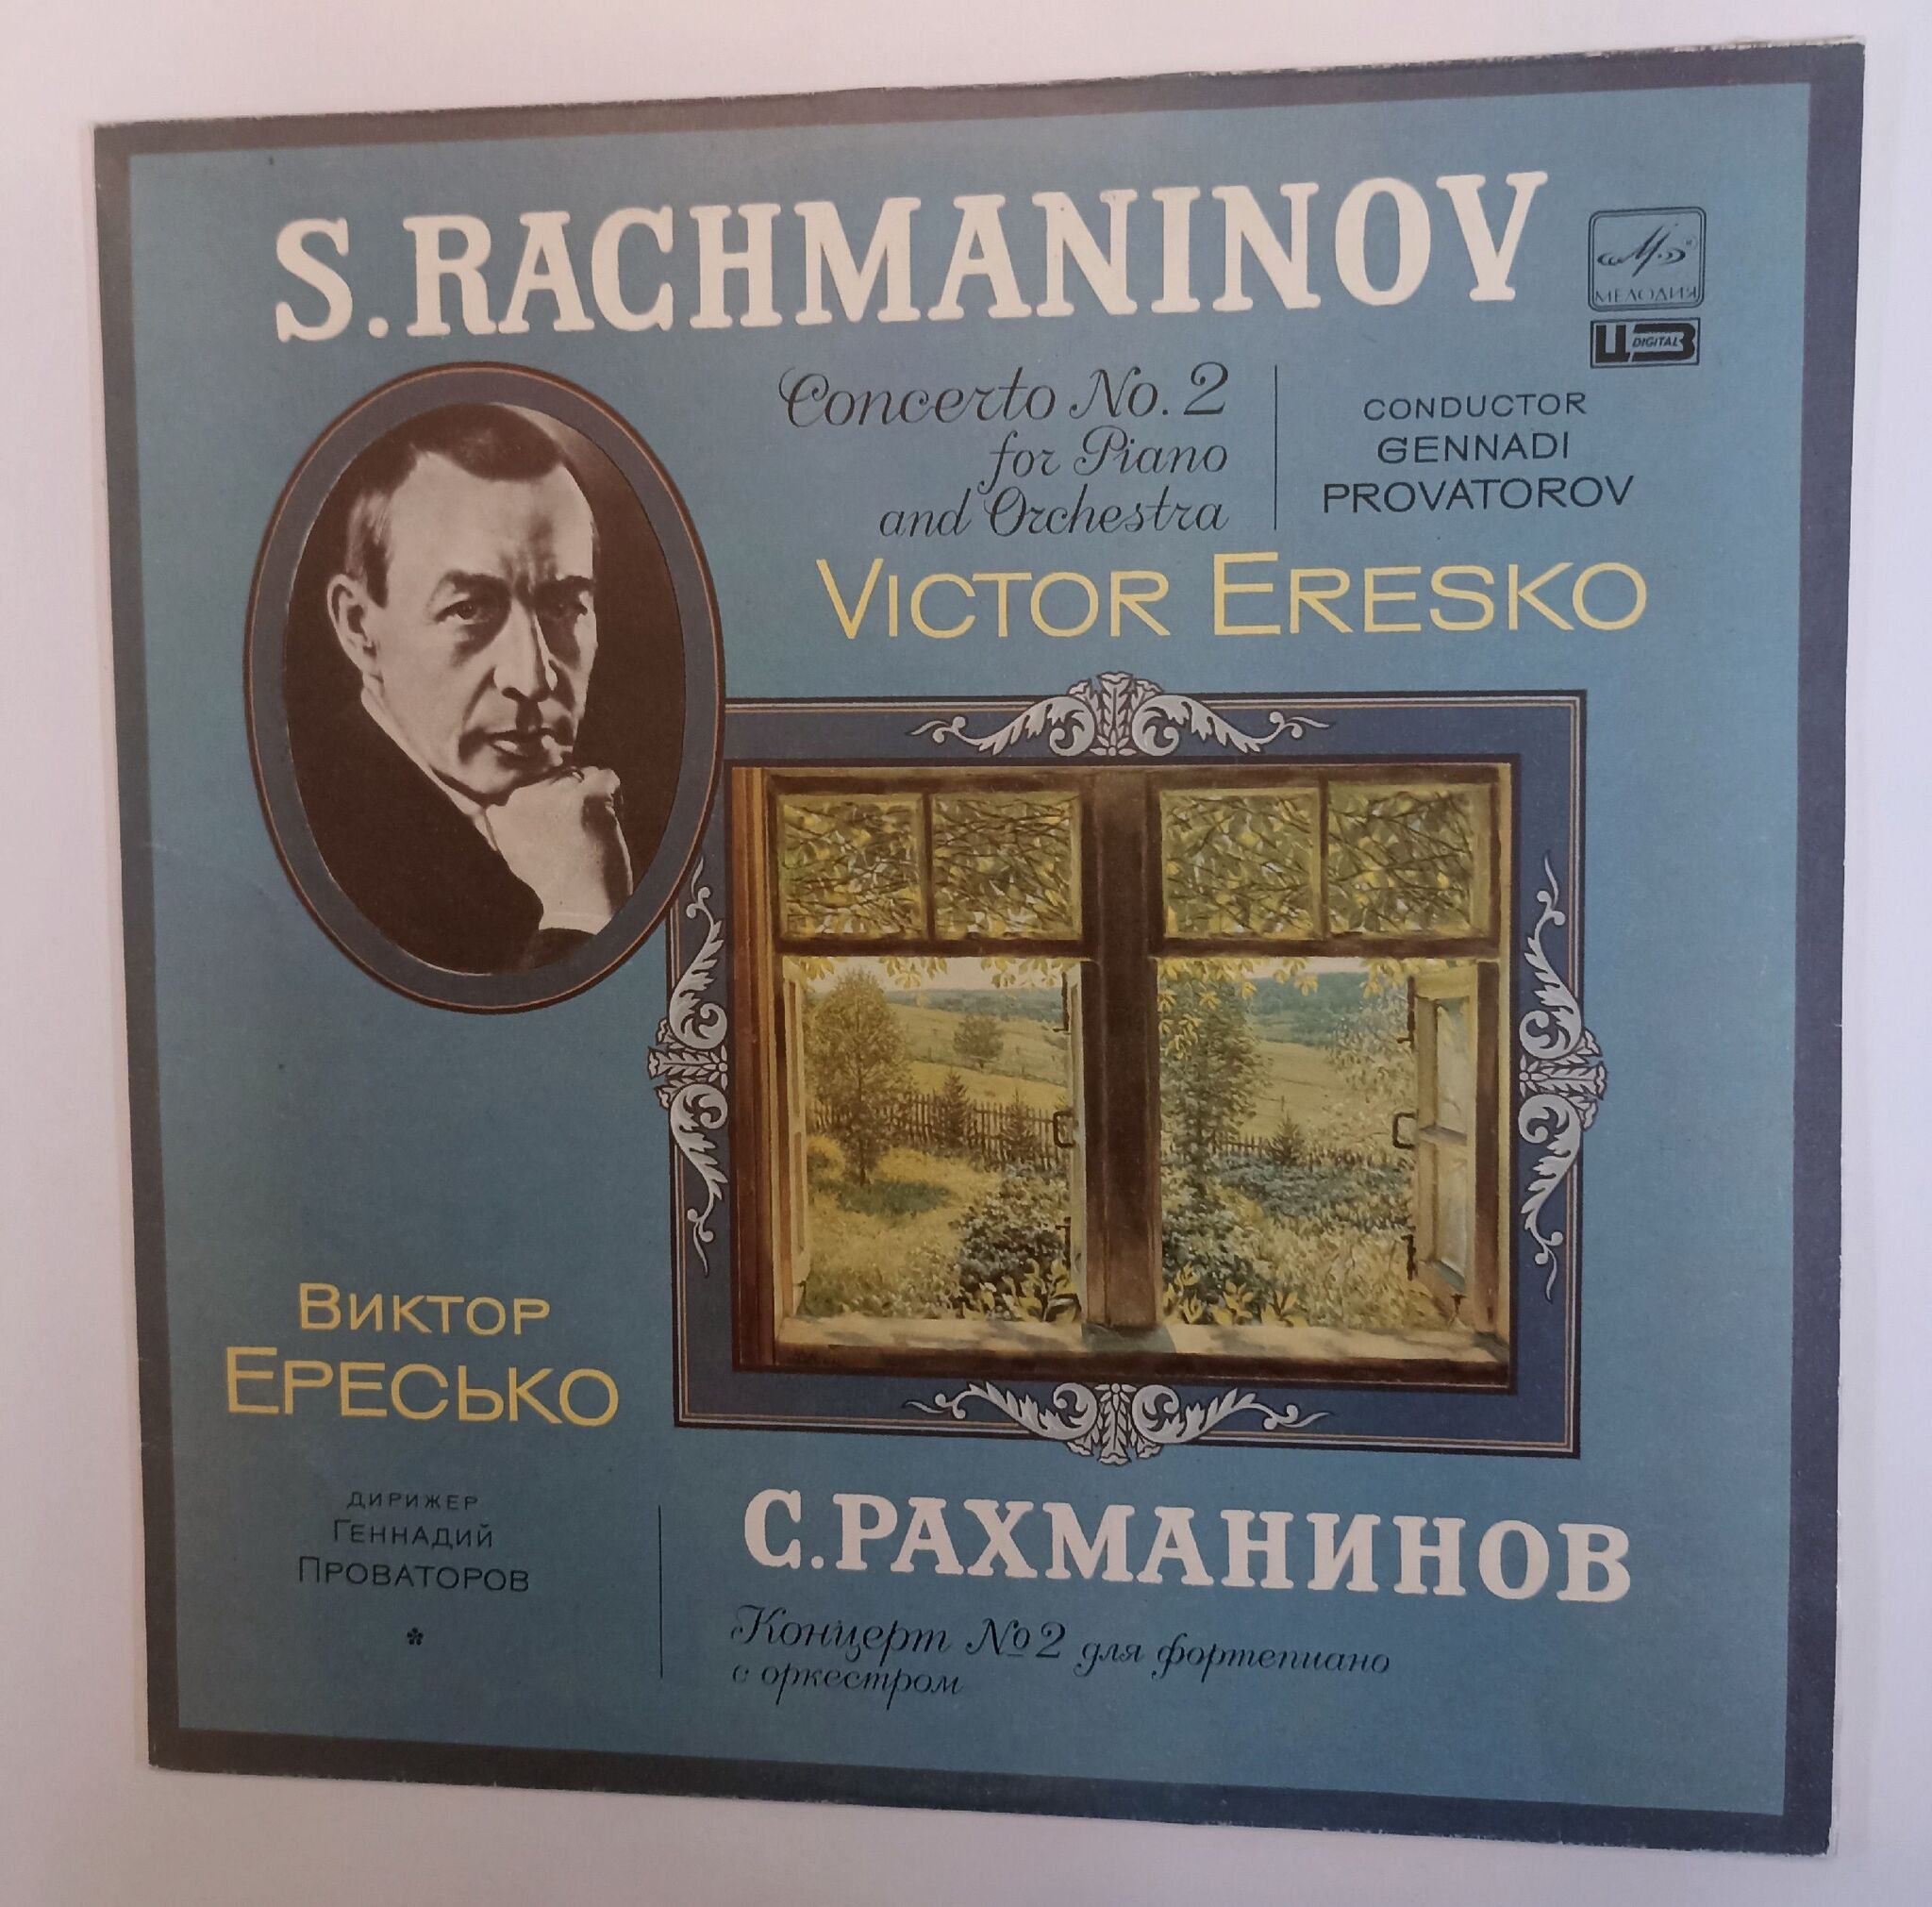 S. RACHMANINOV
МЕЛОДИЯ
ЦЗ DIGITAL
Concerto No. 2
for Piano
and Orchestra
CONDUCTOR
GENNADI
PROVATOROV
VICTOR ERESKO
ВИКТОР
ЕРЕСЬКО
ДИРИЖЕР
ГЕННАДИЙ
ПРОВАТОРОВ
*
С. РАХМАНИНОВ
Концерт №2 для фортепиано
с оркестром